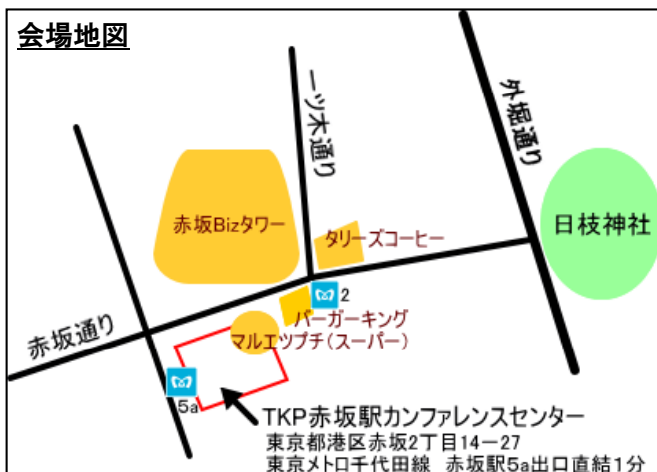 会場地図
一ツ木通り
外堀通り
赤坂Bizタワー
タリーズコーヒー
日枝神社
2
バーガーキング
赤坂通り
マルエツプチ(スーパー)
5a
TKP赤坂駅カンファレンスセンター
東京都港区赤坂2丁目14-27
東京メトロ千代田線 赤坂駅5a出口直結1分